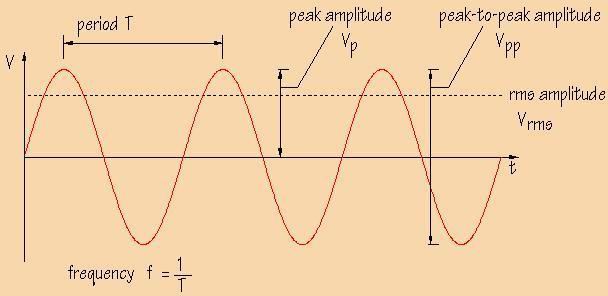 period T
peak amplitude
Vp
peak-to-peak amplitude
Vpp
V
rms amplitude
Vrms
t
frequency f = 1/T